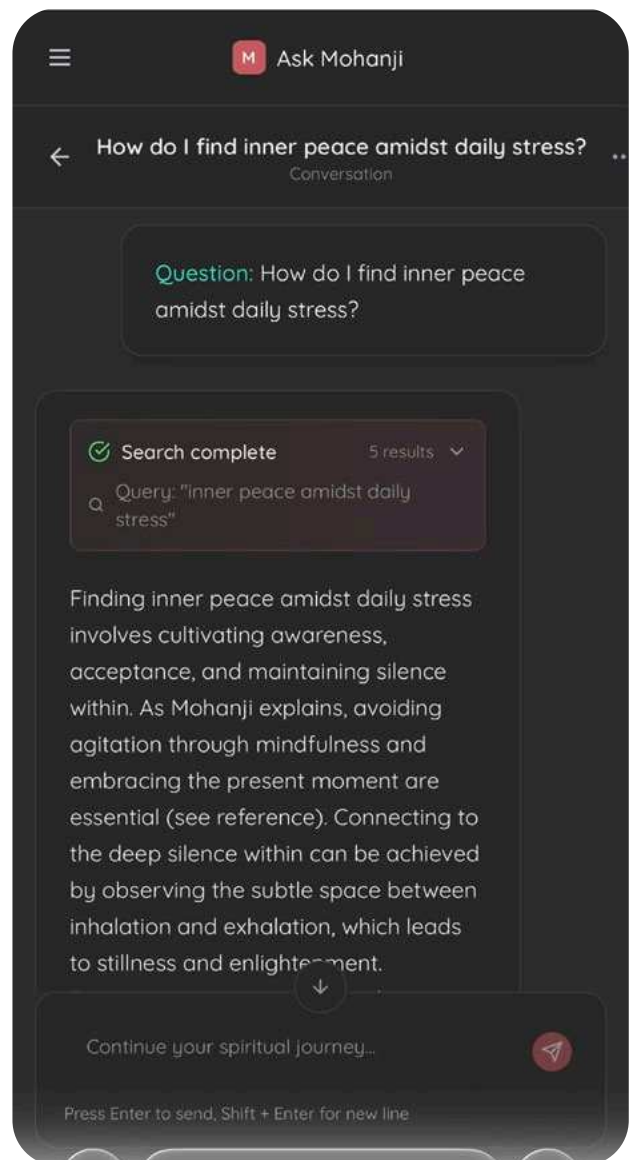 M Ask Mohanji
How do I find inner peace amidst daily stress?
Conversation
Question: How do I find inner peace
amidst daily stress?
Search complete 5 results
Query: "inner peace amidst daily
stress"
Finding inner peace amidst daily stress
involves cultivating awareness,
acceptance, and maintaining silence
within. As Mohanji explains, avoiding
agitation through mindfulness and
embracing the present moment are
essential (see reference). Connecting to
the deep silence within can be achieved
by observing the subtle space between
inhalation and exhalation, which leads
to stillness and enlightenment.
Continue your spiritual journey...
Press Enter to send, Shift + Enter for new line